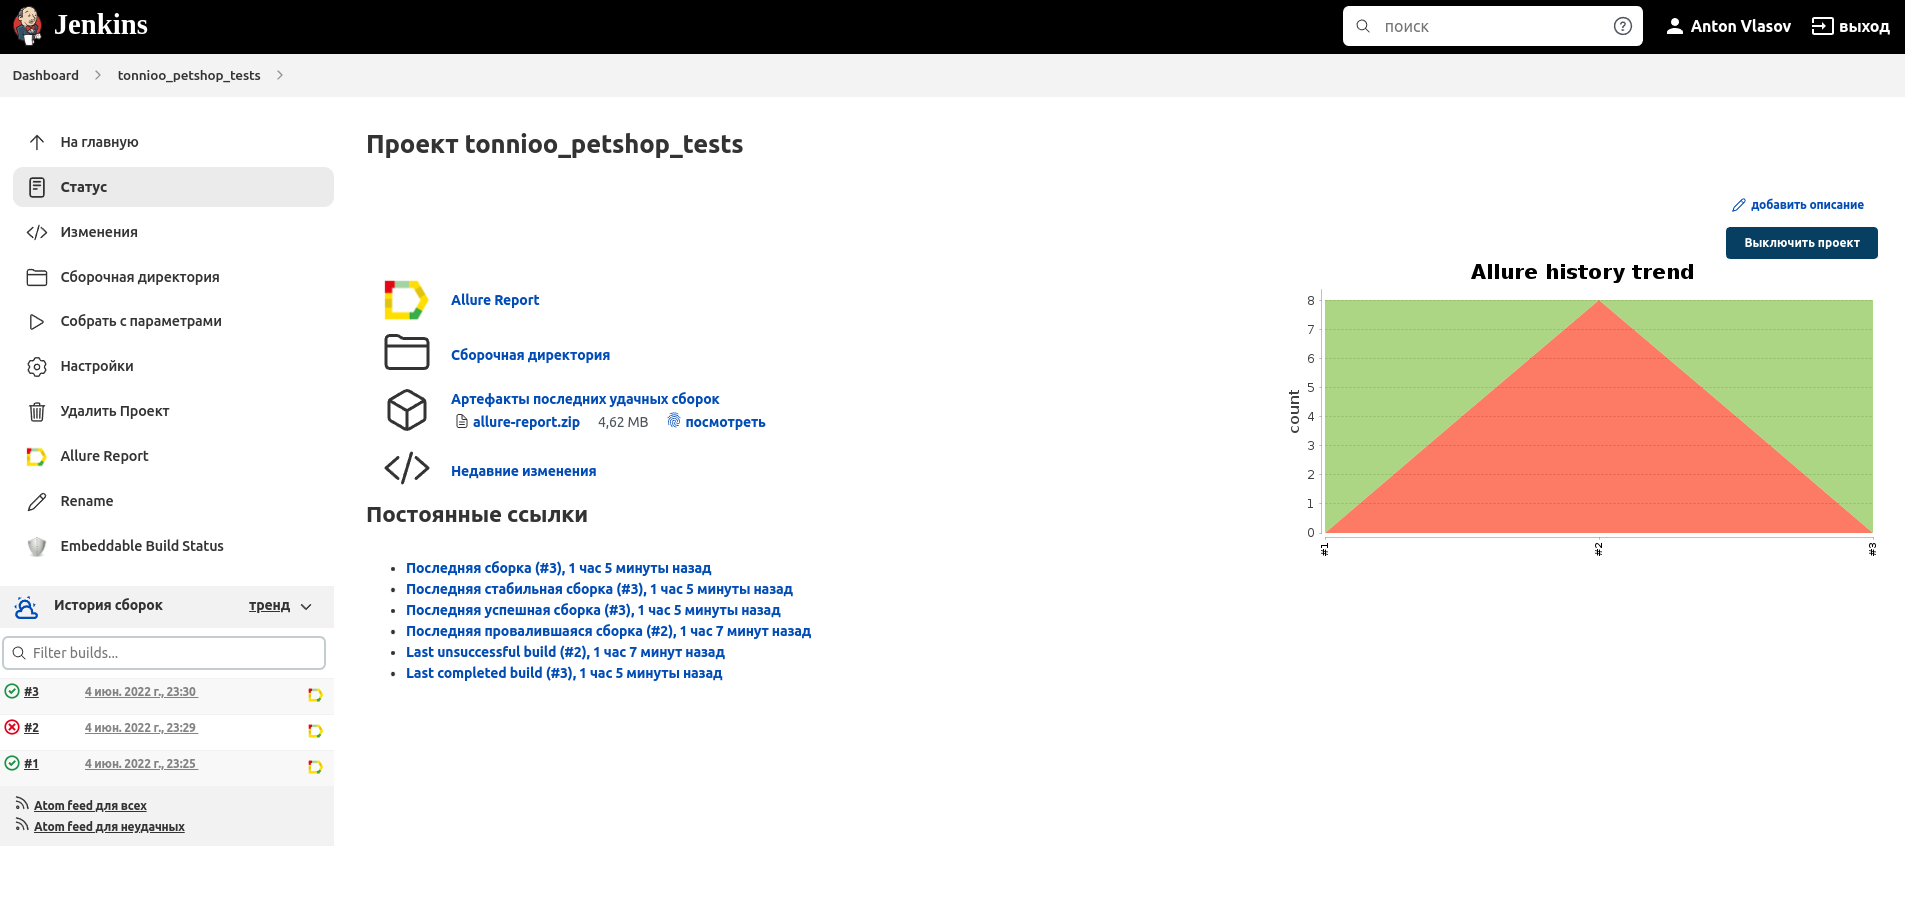 Jenkins
поиск
Anton Vlasov
выход
Dashboard
tonnioo_petshop_tests
На главную
Статус
Изменения
Сборочная директория
Собрать с параметрами
Настройки
Удалить Проект
Allure Report
Rename
Embeddable Build Status
История сборок
тренд
Filter builds...
#3 4 июн. 2022 г., 23:30
#2 4 июн. 2022 г., 23:29
#1 4 июн. 2022 г., 23:25
Atom feed для всех
Atom feed для неудачных
Проект tonnioo_petshop_tests
добавить описание
Выключить проект
Allure Report
Сборочная директория
Артефакты последних удачных сборок
allure-report.zip 4,62 MB посмотреть
Недавние изменения
Постоянные ссылки
Последняя сборка (#3), 1 час 5 минуты назад
Последняя стабильная сборка (#3), 1 час 5 минуты назад
Последняя успешная сборка (#3), 1 час 5 минуты назад
Последняя провалившаяся сборка (#2), 1 час 7 минут назад
Last unsuccessful build (#2), 1 час 7 минут назад
Last completed build (#3), 1 час 5 минуты назад
Allure history trend
count
8
7
6
5
4
3
2
1
0
#1
#2
#3